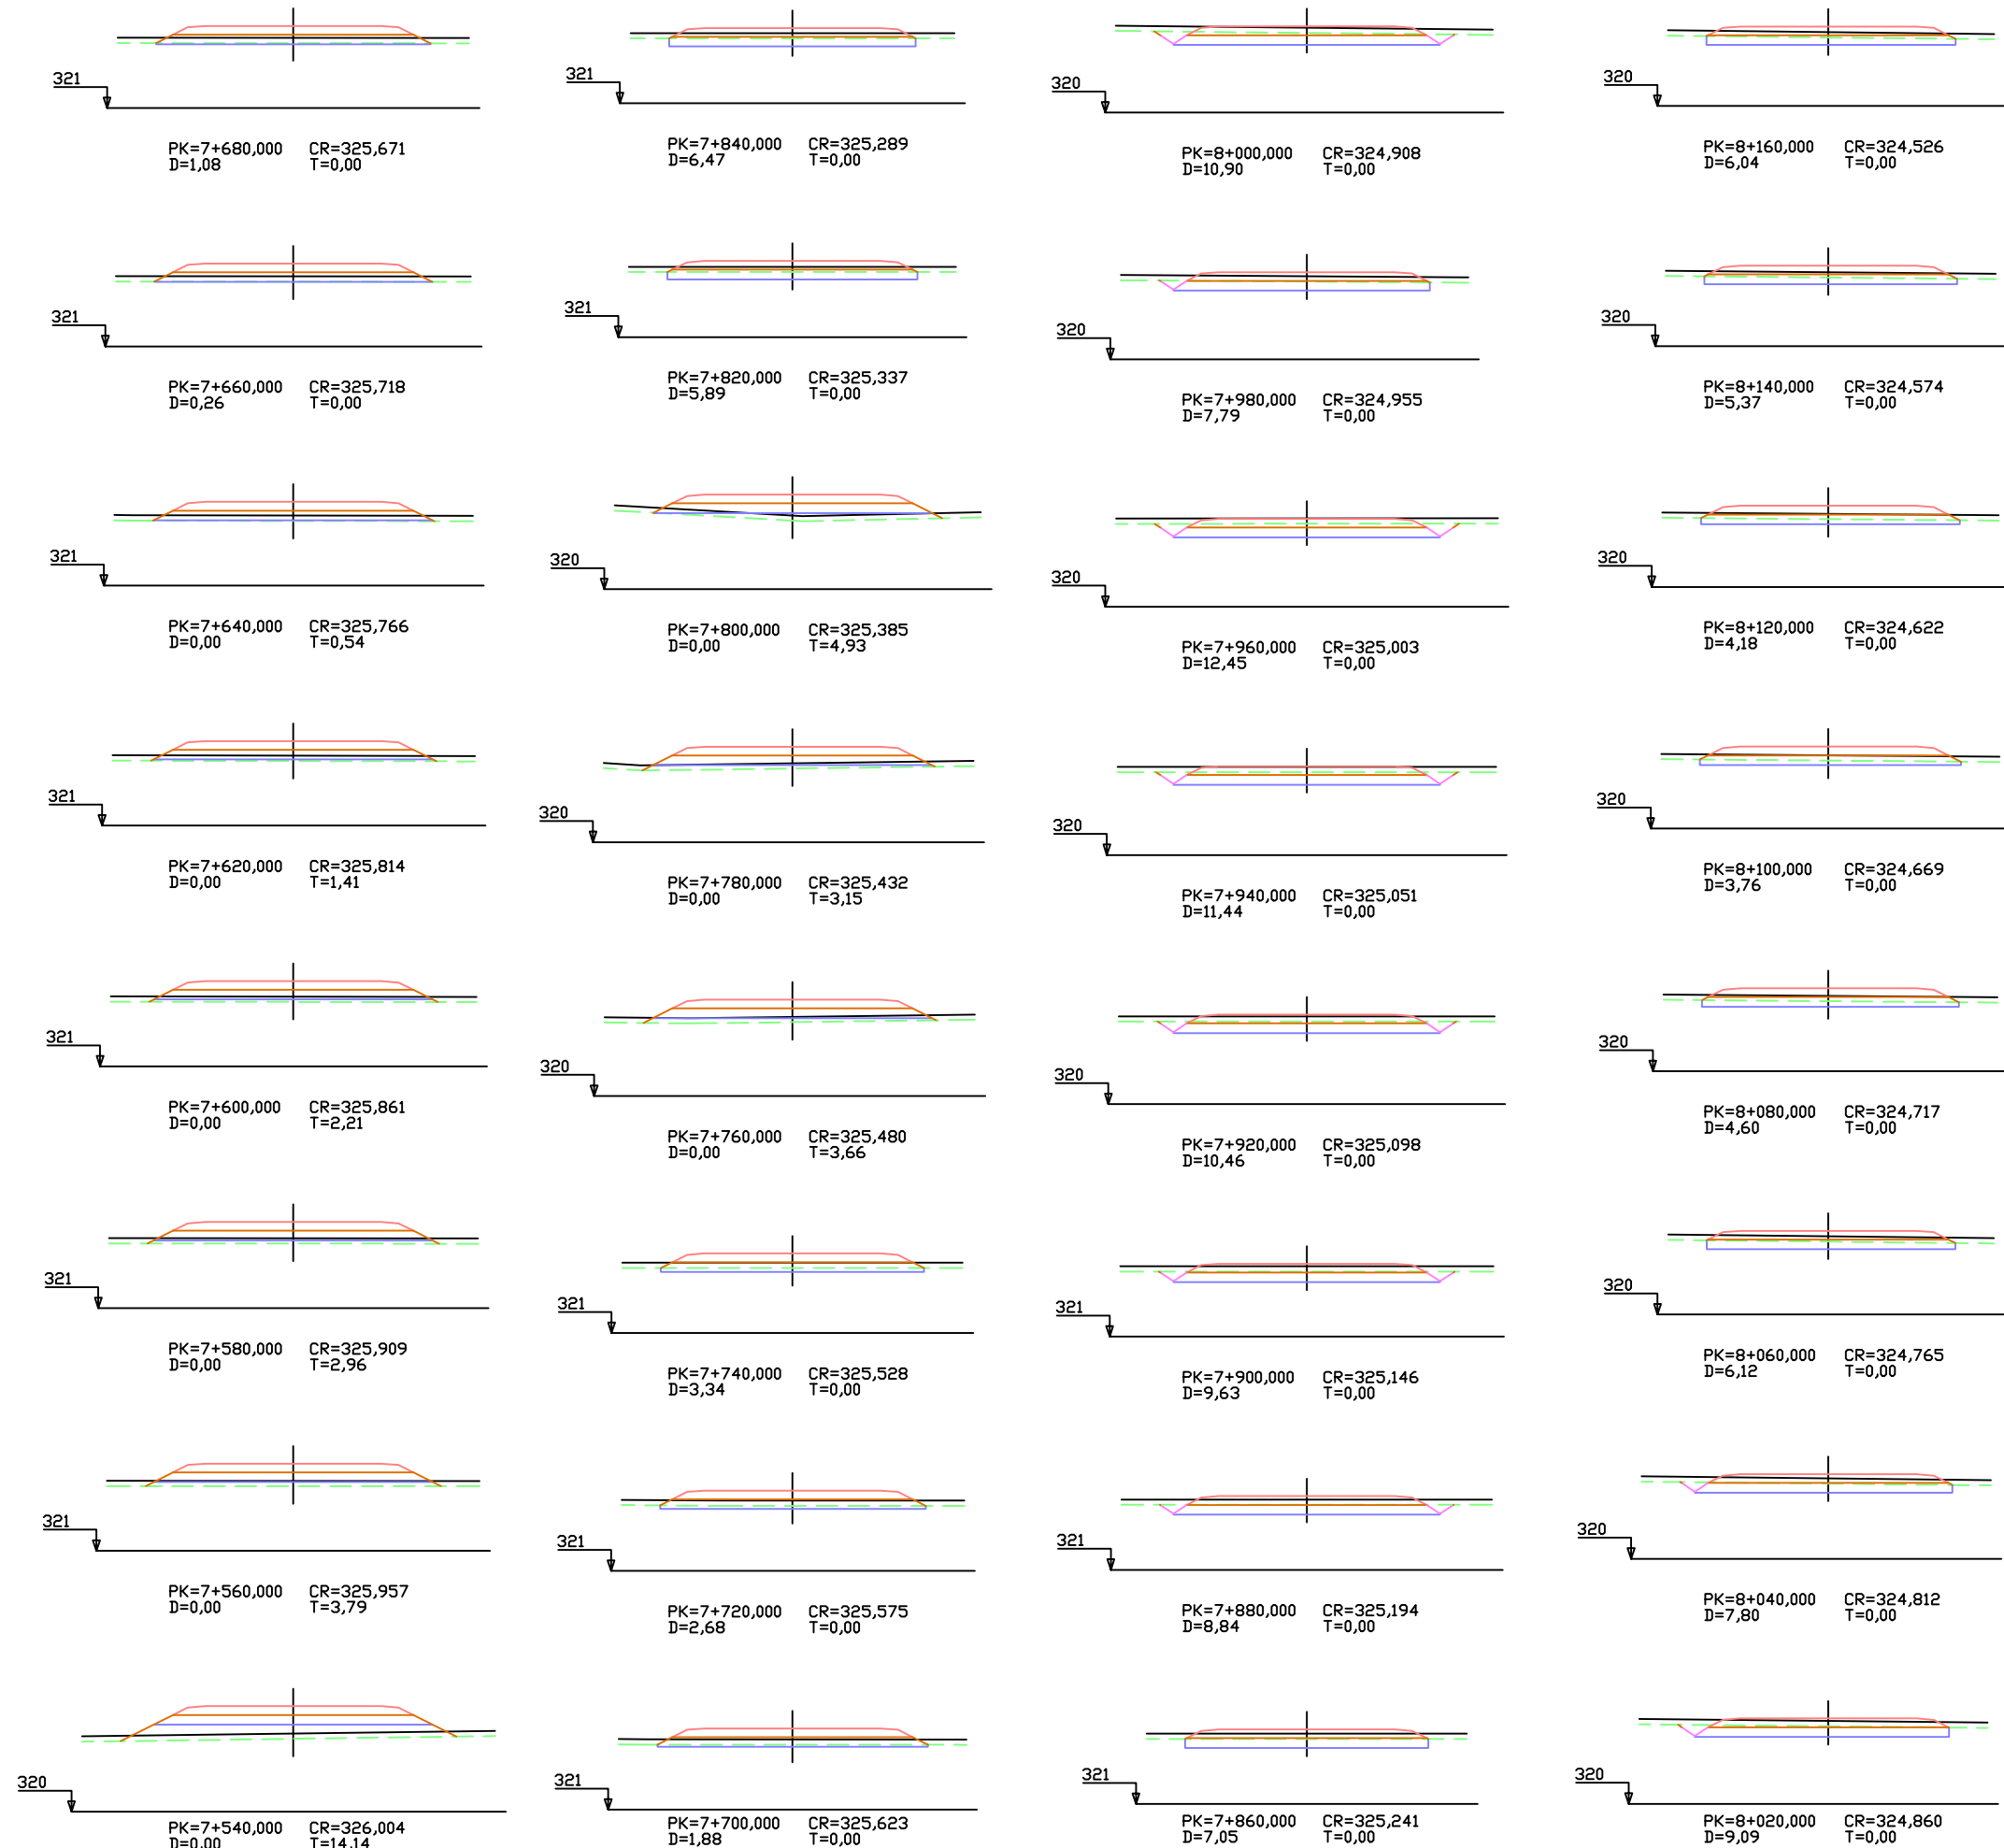 321
PK=7+680,000 CR=325,671
D=1,08 T=0,00
321
PK=7+840,000 CR=325,289
D=6,47 T=0,00
320
PK=8+000,000 CR=324,908
D=10,90 T=0,00
320
PK=8+160,000 CR=324,526
D=6,04 T=0,00
321
PK=7+660,000 CR=325,718
D=0,26 T=0,00
321
PK=7+820,000 CR=325,337
D=5,89 T=0,00
320
PK=7+980,000 CR=324,955
D=7,79 T=0,00
320
PK=8+140,000 CR=324,574
D=5,37 T=0,00
321
PK=7+640,000 CR=325,766
D=0,00 T=0,54
320
PK=7+800,000 CR=325,385
D=0,00 T=4,93
320
PK=7+960,000 CR=325,003
D=12,45 T=0,00
320
PK=8+120,000 CR=324,622
D=4,18 T=0,00
321
PK=7+620,000 CR=325,814
D=0,00 T=1,41
320
PK=7+780,000 CR=325,432
D=0,00 T=3,15
320
PK=7+940,000 CR=325,051
D=11,44 T=0,00
320
PK=8+100,000 CR=324,669
D=3,76 T=0,00
321
PK=7+600,000 CR=325,861
D=0,00 T=2,21
320
PK=7+760,000 CR=325,480
D=0,00 T=3,66
320
PK=7+920,000 CR=325,098
D=10,46 T=0,00
320
PK=8+080,000 CR=324,717
D=4,60 T=0,00
321
PK=7+580,000 CR=325,909
D=0,00 T=2,96
321
PK=7+740,000 CR=325,528
D=3,34 T=0,00
321
PK=7+900,000 CR=325,146
D=9,63 T=0,00
320
PK=8+060,000 CR=324,765
D=6,12 T=0,00
321
PK=7+560,000 CR=325,957
D=0,00 T=3,79
321
PK=7+720,000 CR=325,575
D=2,68 T=0,00
321
PK=7+880,000 CR=325,194
D=8,84 T=0,00
320
PK=8+040,000 CR=324,812
D=7,80 T=0,00
320
PK=7+540,000 CR=326,004
D=0,00 T=14,14
321
PK=7+700,000 CR=325,623
D=1,88 T=0,00
321
PK=7+860,000 CR=325,241
D=7,05 T=0,00
320
PK=8+020,000 CR=324,860
D=9,09 T=0,00